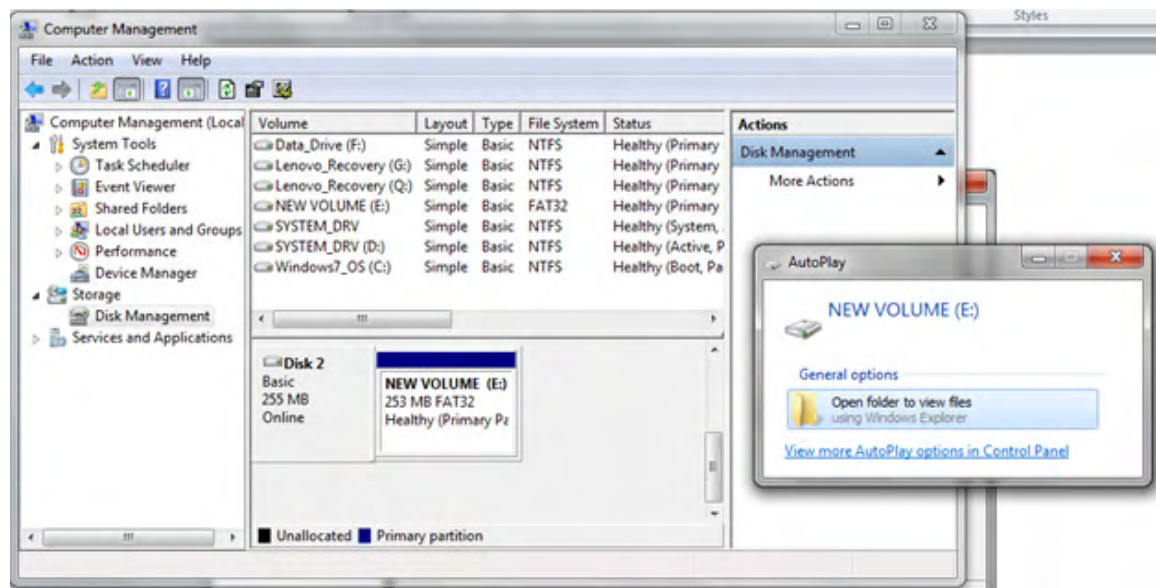 Styles
Computer Management
File Action View Help
Computer Management (Local
System Tools
Task Scheduler
Event Viewer
Shared Folders
Local Users and Groups
Performance
Device Manager
Storage
Disk Management
Services and Applications
Volume Layout Type File System Status
Data_Drive (F:) Simple Basic NTFS Healthy (Primary
Lenovo_Recovery (G:) Simple Basic NTFS Healthy (Primary
Lenovo_Recovery (Q:) Simple Basic NTFS Healthy (Primary
NEW VOLUME (E:) Simple Basic FAT32 Healthy (Primary
SYSTEM_DRV Simple Basic NTFS Healthy (System,
SYSTEM_DRV (D:) Simple Basic NTFS Healthy (Active, P
Windows7_OS (C:) Simple Basic NTFS Healthy (Boot, Pa
Disk 2
Basic
255 MB
Online
NEW VOLUME (E:)
253 MB FAT32
Healthy (Primary Pa
Unallocated Primary partition
Actions
Disk Management
More Actions
AutoPlay
NEW VOLUME (E:)
General options
Open folder to view files
using Windows Explorer
View more AutoPlay options in Control Panel